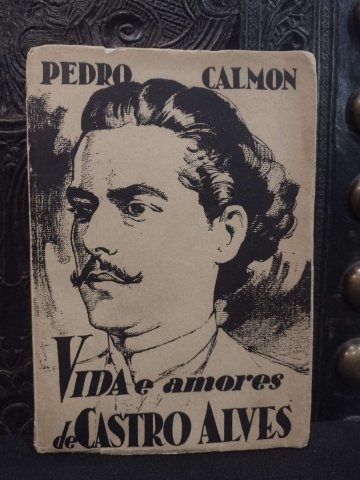 PEDRO CALMON
VIDA e amores
de CASTRO ALVES